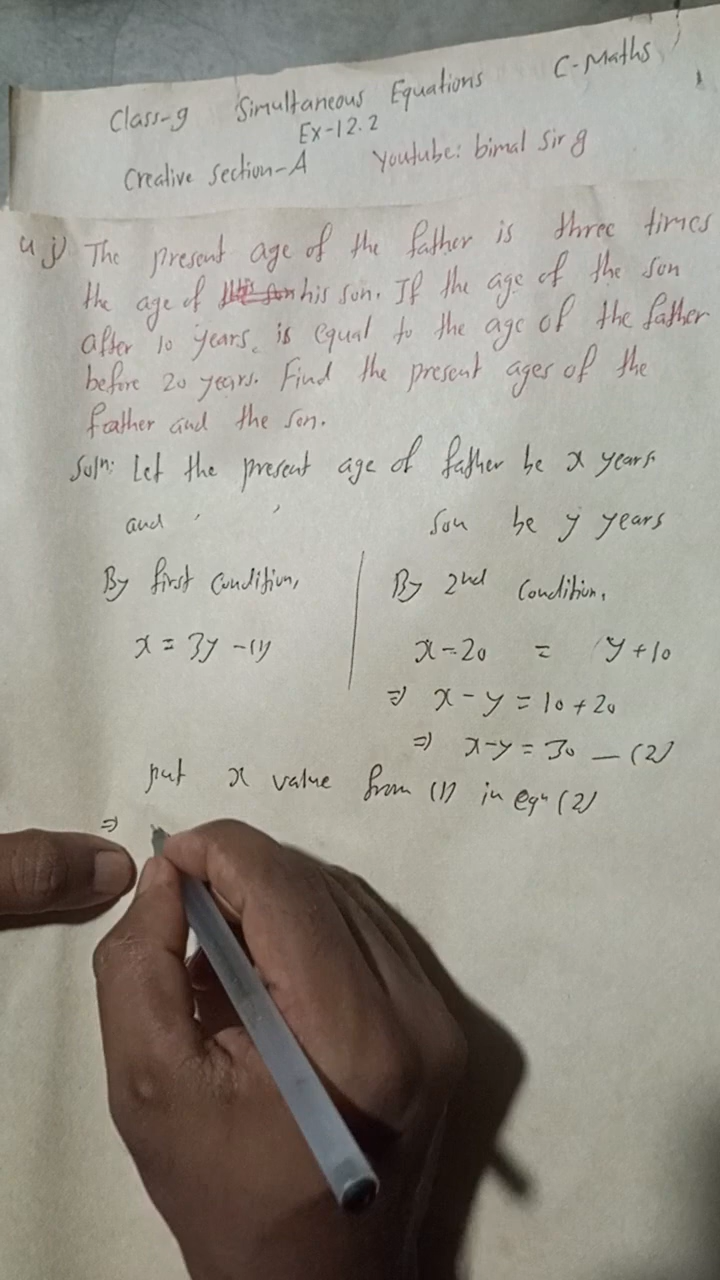 Class-9 Simultaneous Equations C-Maths
Ex-12.2
Creative Section-A Youtube: bimal sir g
The present age of the father is three times
the age of his son. If the age of the son
after 10 years, is equal to the age of the father
before 20 years. Find the present ages of the
father and the son.
Soln: Let the present age of father be x years
and ' ' son be y years
By first condition,
x = 3y -(1)
By 2nd condition,
x-20 = y+10
⇒ x-y = 10+20
⇒ x-y = 30 -(2)
put x value from (1) in eqn (2)
⇒